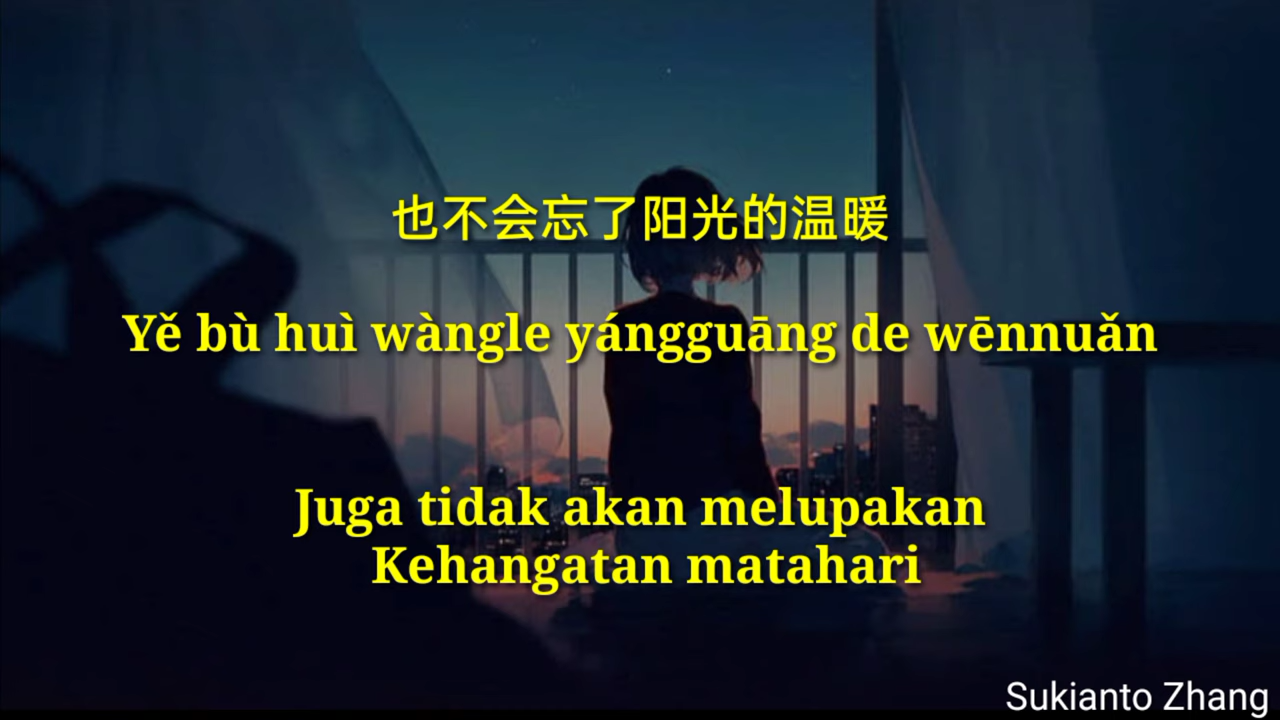 也不会忘了阳光的温暖
Yě bù huì wàngle yángguāng de wēnnuǎn
Juga tidak akan melupakan
Kehangatan matahari
Sukianto Zhang